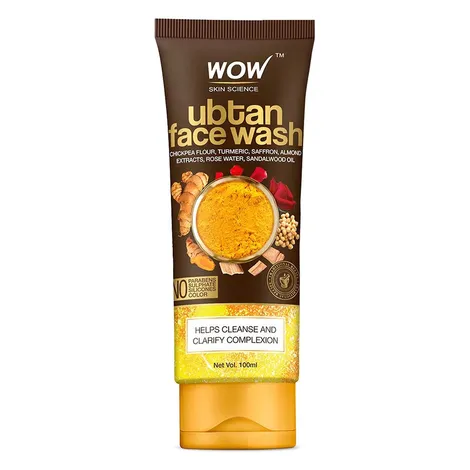 WOW™
SKIN SCIENCE
ubtan
face wash
CHICKPEA FLOUR, TURMERIC, SAFFRON, ALMOND
EXTRACTS, ROSE WATER, SANDALWOOD OIL
NO PARABENS
SULPHATE
SILICONES
COLOR
HELPS CLEANSE AND
CLARIFY COMPLEXION
Net Vol. 100ml